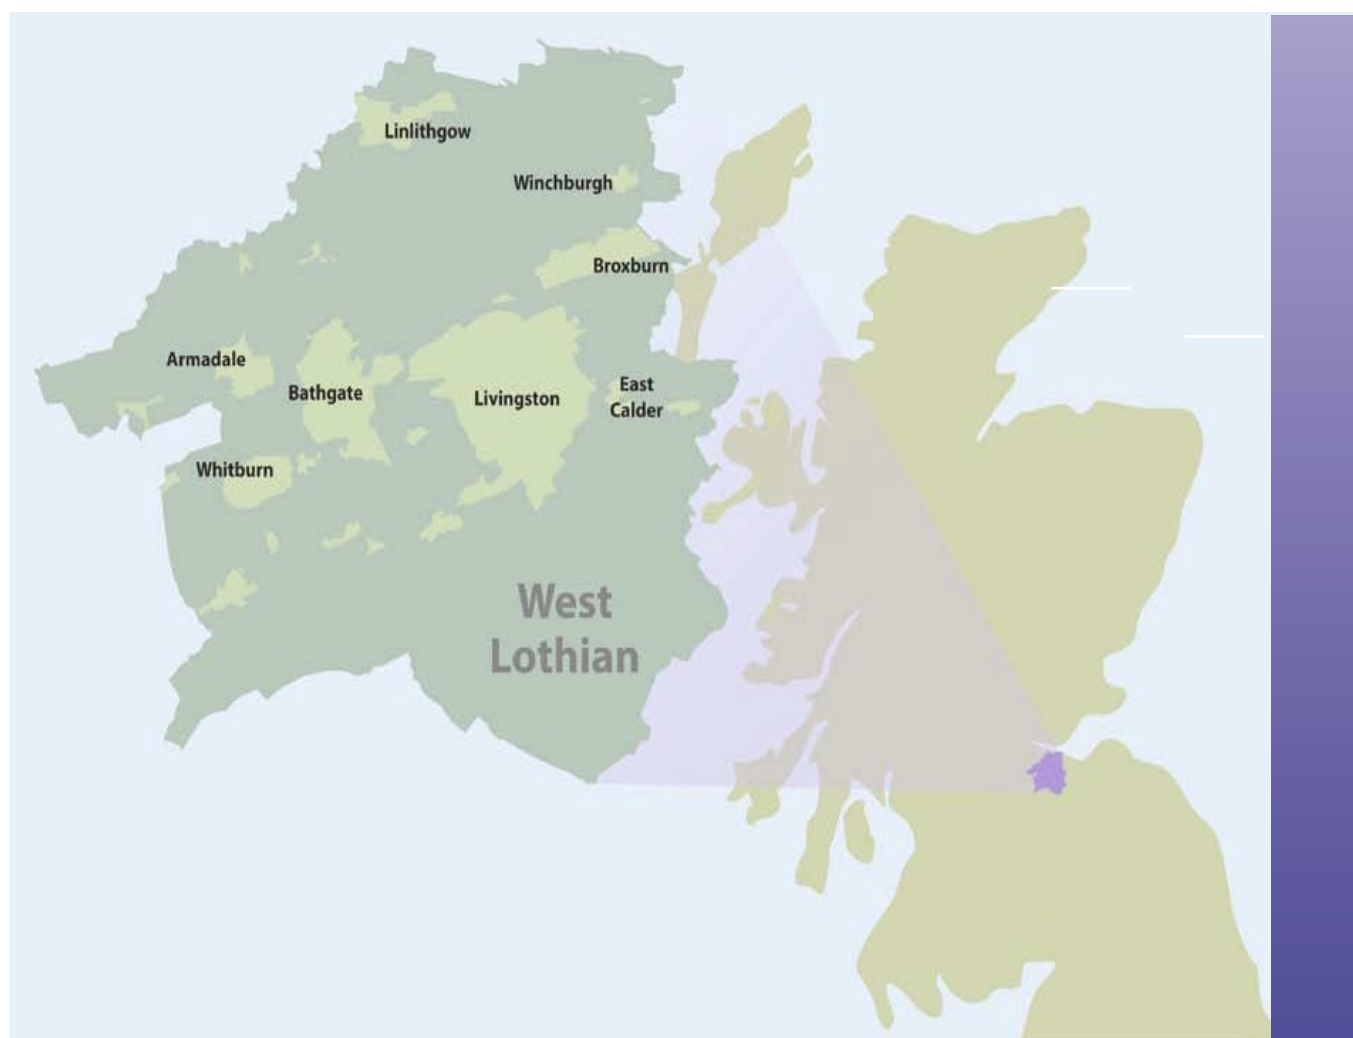 Linlithgow
Winchburgh
Broxburn
Armadale
Bathgate
Livingston
East
Calder
Whitburn
West
Lothian